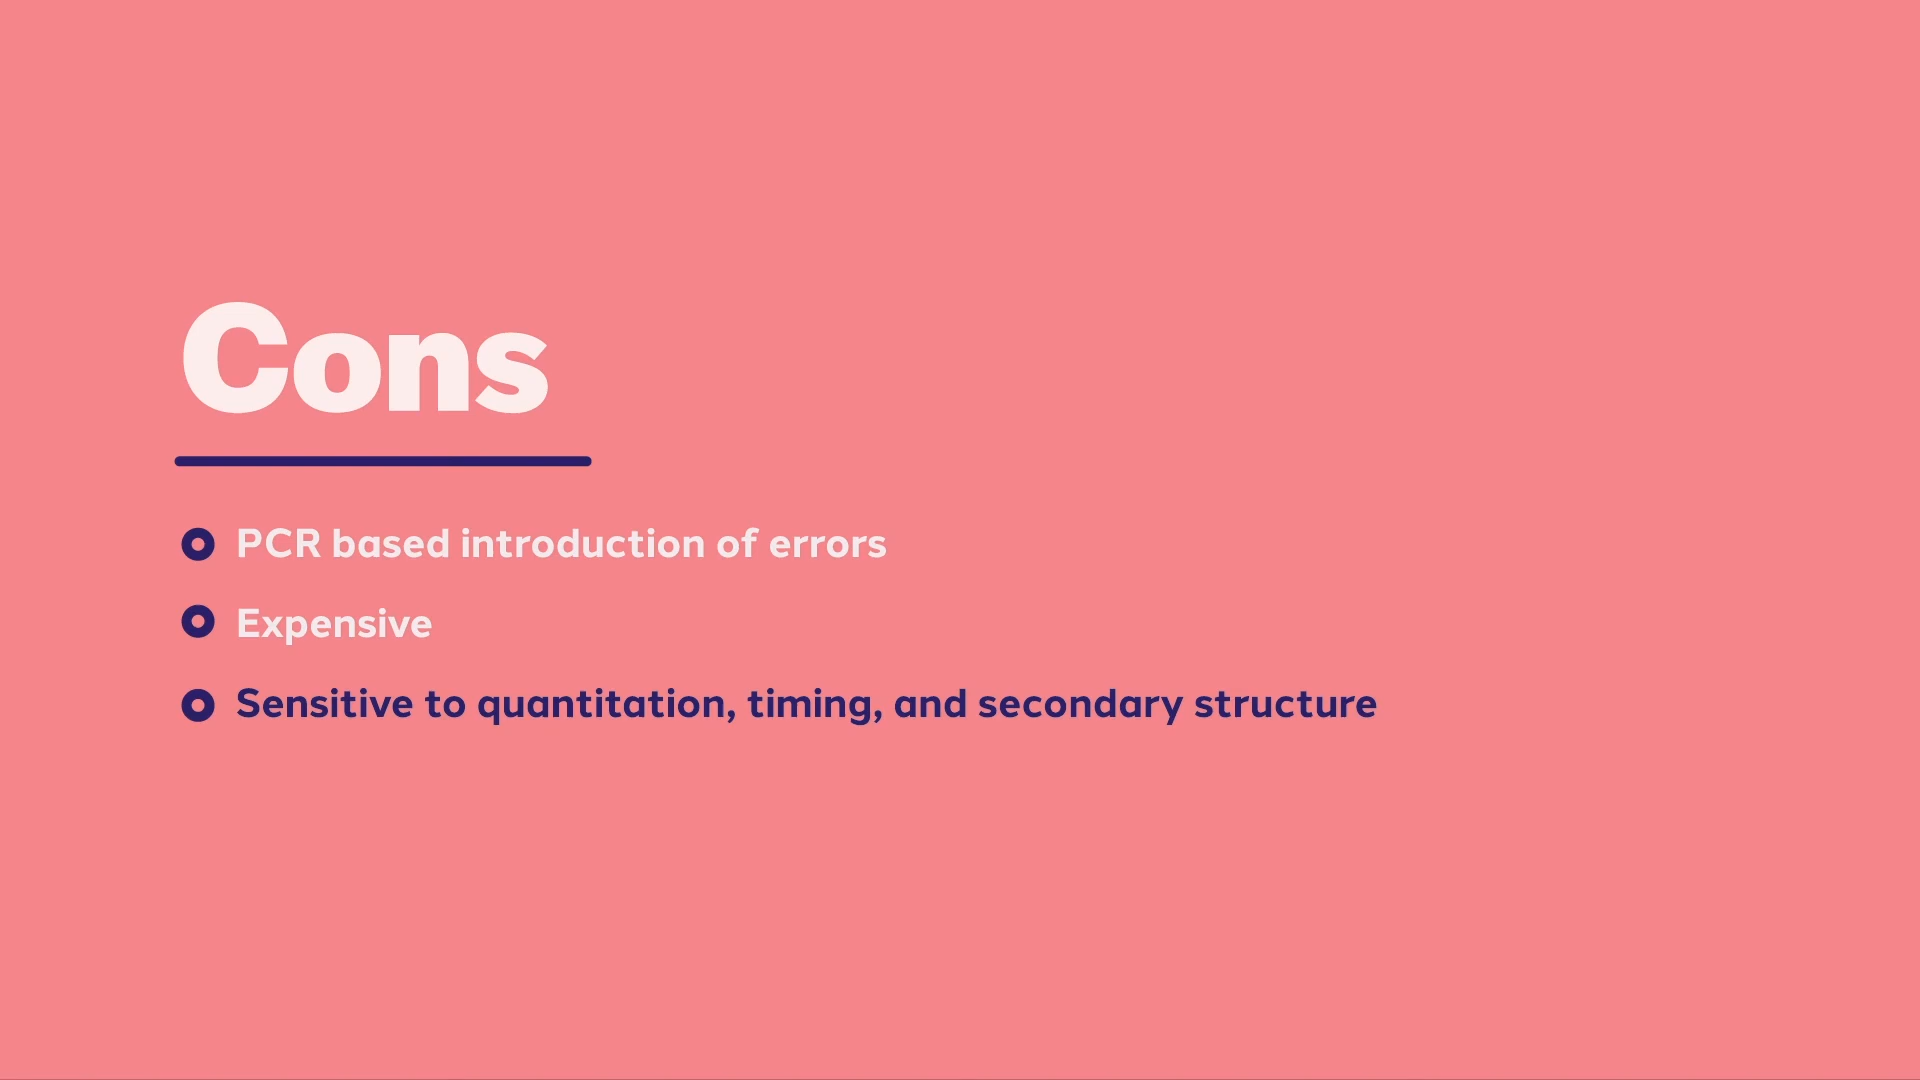 Cons
PCR based introduction of errors
Expensive
Sensitive to quantitation, timing, and secondary structure